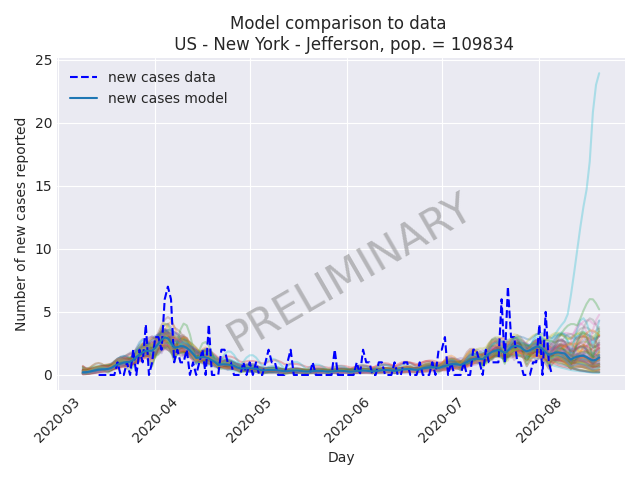 Model comparison to data
US - New York - Jefferson, pop. = 109834
new cases data
new cases model
PRELIMINARY
Number of new cases reported
25
20
15
10
5
0
2020-03
2020-04
2020-05
2020-06
2020-07
2020-08
Day